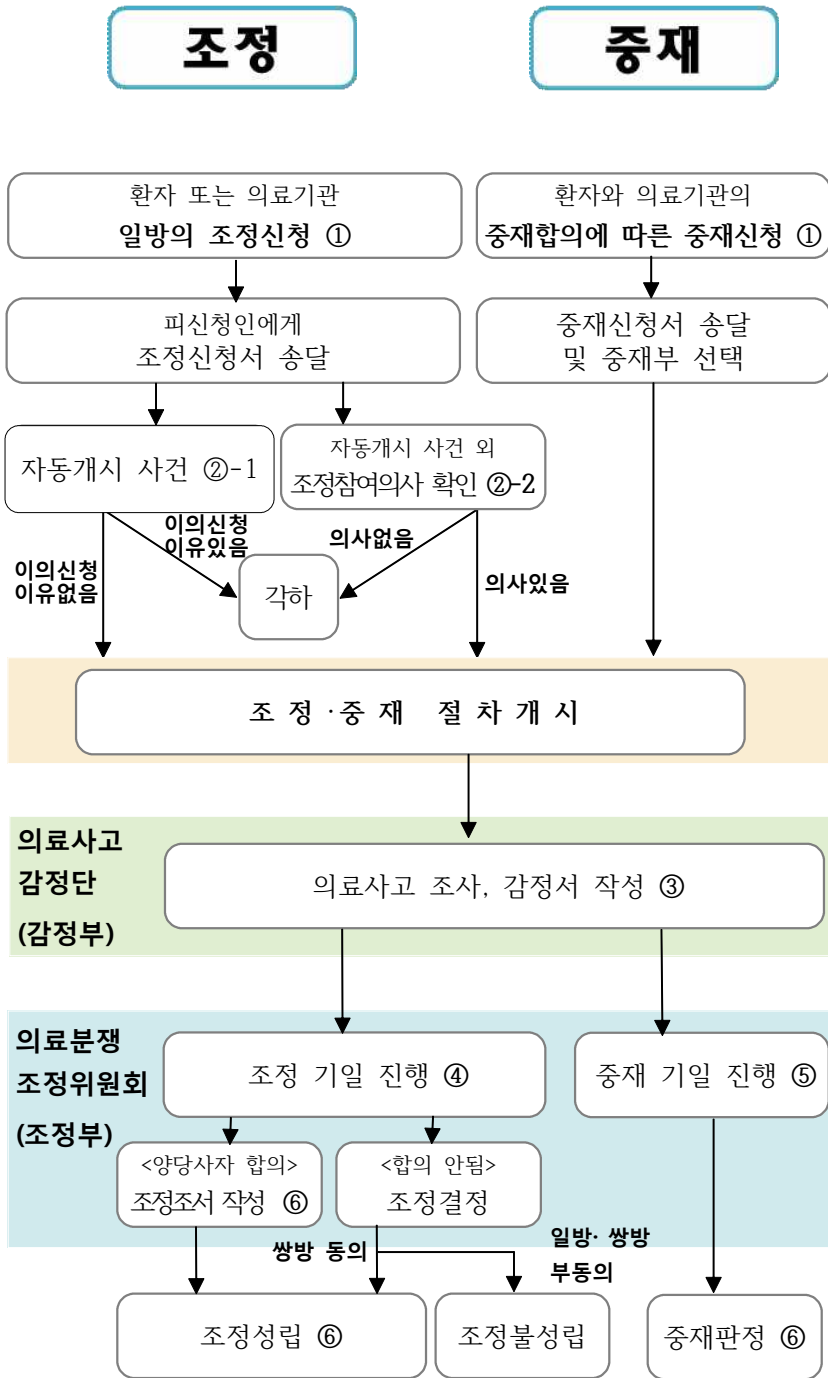 조정
중재
환자 또는 의료기관
일방의 조정신청 ①
환자와 의료기관의
중재합의에 따른 중재신청 ①
피신청인에게
조정신청서 송달
중재신청서 송달
및 중재부 선택
자동개시 사건 ②-1
자동개시 사건 외
조정참여의사 확인 ②-2
이의신청
이유있음
의사없음
이의신청
이유없음
각하
의사있음
조 정 · 중 재 절 차 개 시
의료사고
감정단
(감정부)
의료사고 조사, 감정서 작성 ③
의료분쟁
조정위원회
(조정부)
조정 기일 진행 ④
중재 기일 진행 ⑤
<양당사자 합의>
조정조서 작성 ⑥
<합의 안됨>
조정결정
쌍방 동의
일방· 쌍방
부동의
조정성립 ⑥
조정불성립
중재판정 ⑥